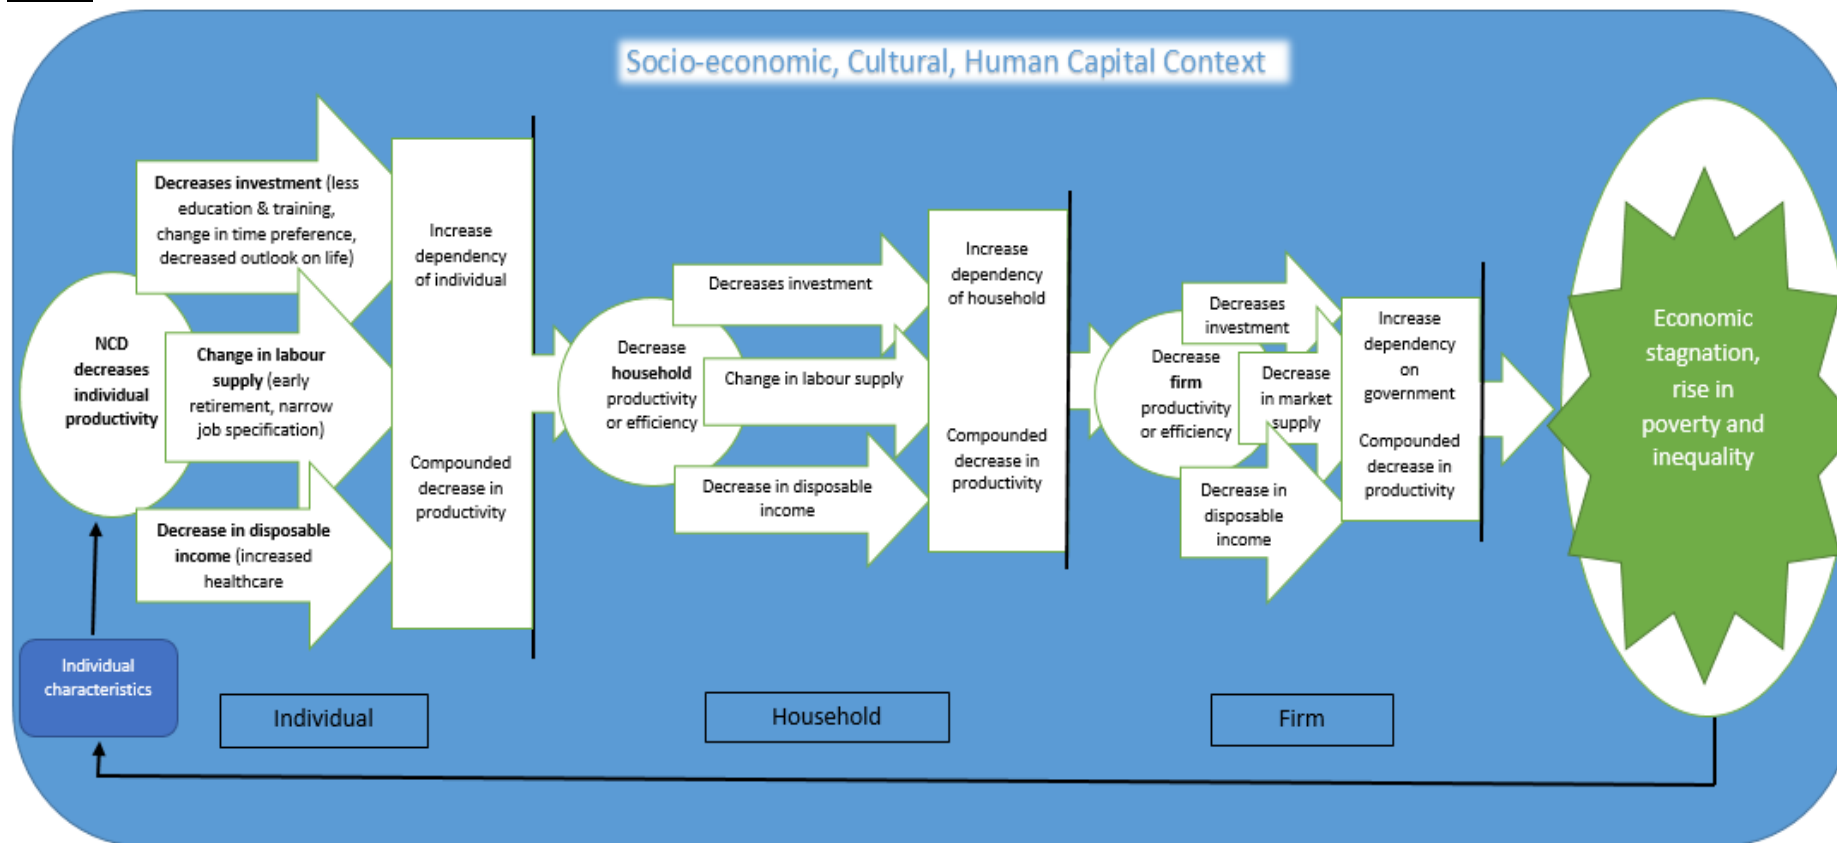 Socio-economic, Cultural, Human Capital Context
Decreases investment (less
education & training,
change in time preference,
decreased outlook on life)
NCD
decreases
individual
productivity
Change in labour
supply (early
retirement, narrow
job specification)
Decrease in disposable
income (increased
healthcare
Individual
characteristics
Increase
dependency
of individual
Compounded
decrease in
productivity
Individual
Decrease
household
productivity
or efficiency
Decreases investment
Change in labour supply
Decrease in disposable
income
Increase
dependency
of household
Compounded
decrease in
productivity
Household
Decrease
firm
productivity
or efficiency
Decreases
investment
Decrease
in market
supply
Decrease in
disposable
income
Increase
dependency
on
government
Compounded
decrease in
productivity
Firm
Economic
stagnation,
rise in
poverty and
inequality